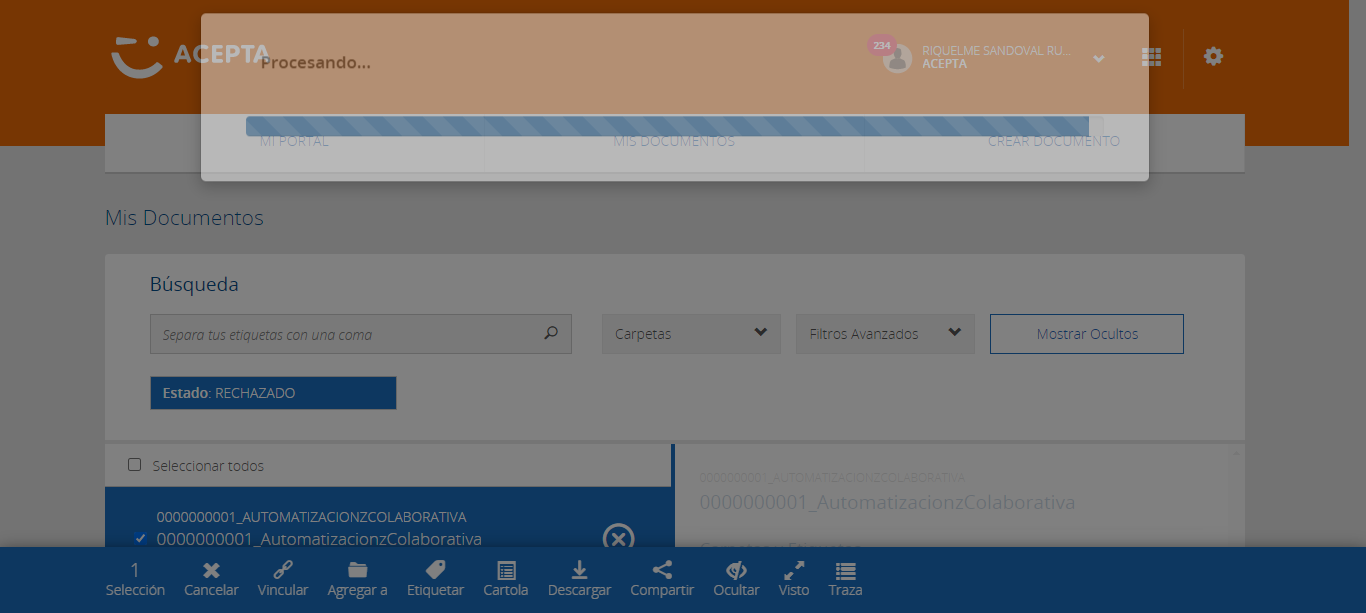 ACEPTA
Procesando...
234
RIQUELME SANDOVAL RU...
ACEPTA
MI PORTAL
MIS DOCUMENTOS
CREAR DOCUMENTO
Mis Documentos
Búsqueda
Separa tus etiquetas con una coma
Carpetas
Filtros Avanzados
Mostrar Ocultos
Estado: RECHAZADO
Seleccionar todos
0000000001_AUTOMATIZACIONZCOLABORATIVA
0000000001_AutomatizacionzColaborativa
0000000001_AUTOMATIZACIONZCOLABORATIVA
0000000001_AutomatizacionzColaborativa
Carpetas y Etiquetas
1
Selección
Cancelar
Vincular
Agregar a
Etiquetar
Cartola
Descargar
Compartir
Ocultar
Visto
Traza